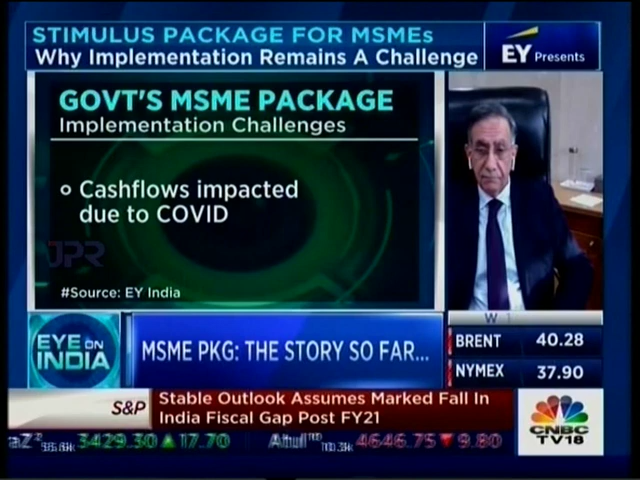 STIMULUS PACKAGE FOR MSMEs
Why Implementation Remains A Challenge
EY Presents
GOVT'S MSME PACKAGE
Implementation Challenges
Cashflows impacted
due to COVID
JPR
#Source: EY India
EYE ON
INDIA
MSME PKG: THE STORY SO FAR...
BRENT 40.28
NYMEX 37.90
S&P
Stable Outlook Assumes Marked Fall In
India Fiscal Gap Post FY21
CNBC
TV18
3429.30 ▲ 17.70 Atul 4646.75 ▼ 9.80